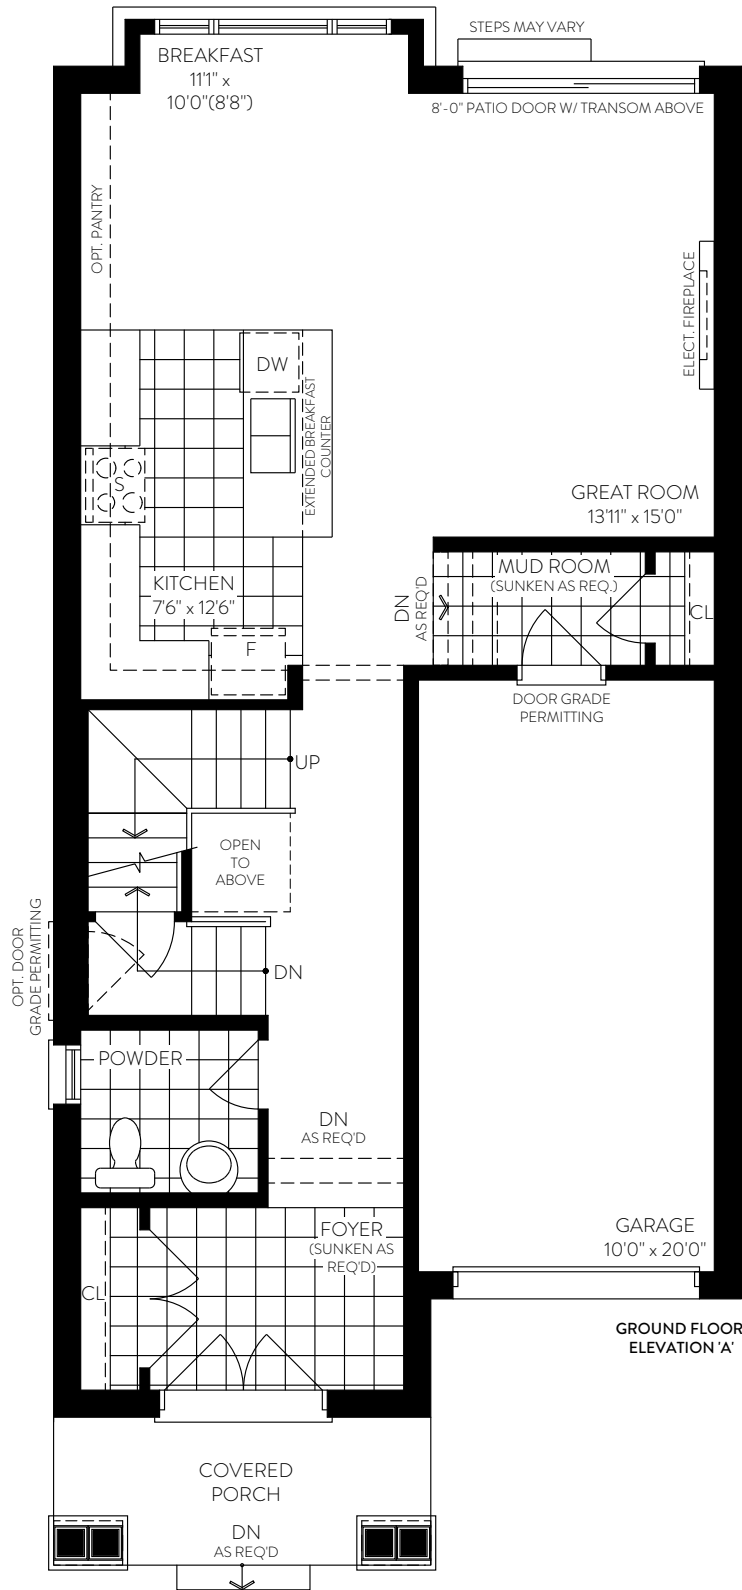 STEPS MAY VARY
BREAKFAST
11'1" x
10'0"(8'8")
8'-0" PATIO DOOR W/ TRANSOM ABOVE
OPT. PANTRY
ELECT. FIREPLACE
DW
EXTENDED BREAKFAST
COUNTER
S
GREAT ROOM
13'11" x 15'0"
KITCHEN
7'6" x 12'6"
MUD ROOM
(SUNKEN AS REQ.)
DN
AS REQ'D
CL
F
DOOR GRADE
PERMITTING
UP
OPEN
TO
ABOVE
OPT. DOOR
GRADE PERMITTING
DN
POWDER
DN
AS REQ'D
FOYER
(SUNKEN AS
REQ'D)
GARAGE
10'0" x 20'0"
CL
GROUND FLOOR
ELEVATION 'A'
COVERED
PORCH
DN
AS REQ'D